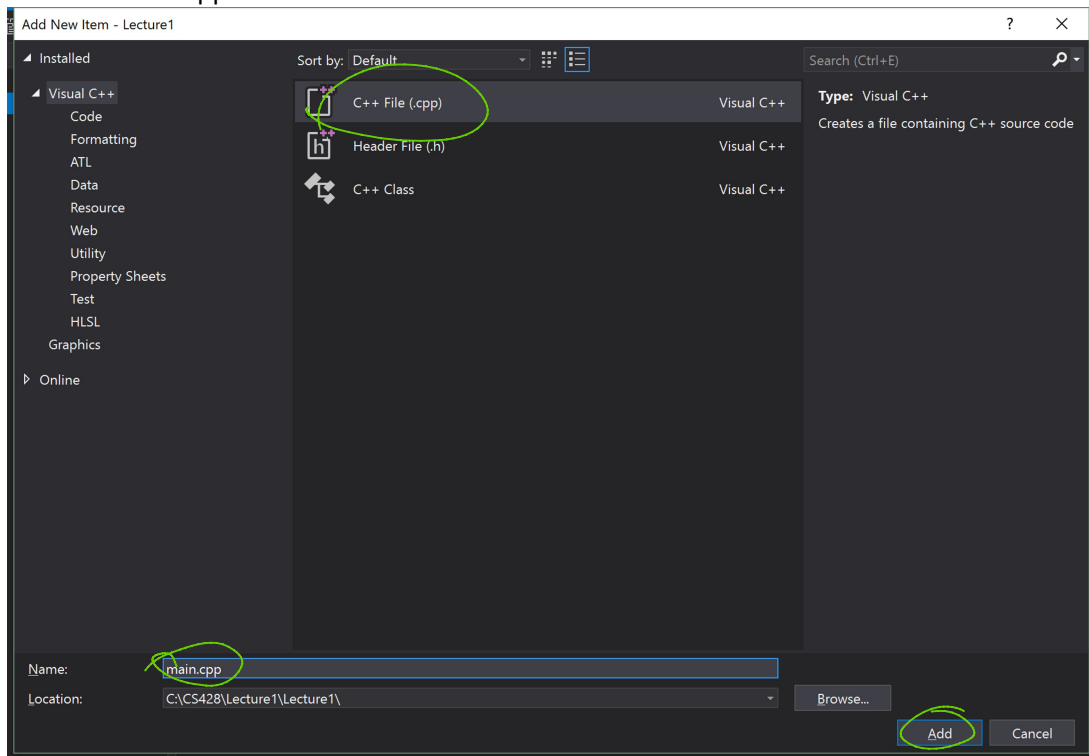 Add New Item - Lecture1 ?
Installed
Sort by: Default
Search (Ctrl+E)
Visual C++
Code
Formatting
ATL
Data
Resource
Web
Utility
Property Sheets
Test
HLSL
Graphics
Online
C++ File (.cpp) Visual C++
Header File (.h) Visual C++
C++ Class Visual C++
Type: Visual C++
Creates a file containing C++ source code
Name: main.cpp
Location: C:\CS428\Lecture1\Lecture1\
Browse...
Add Cancel